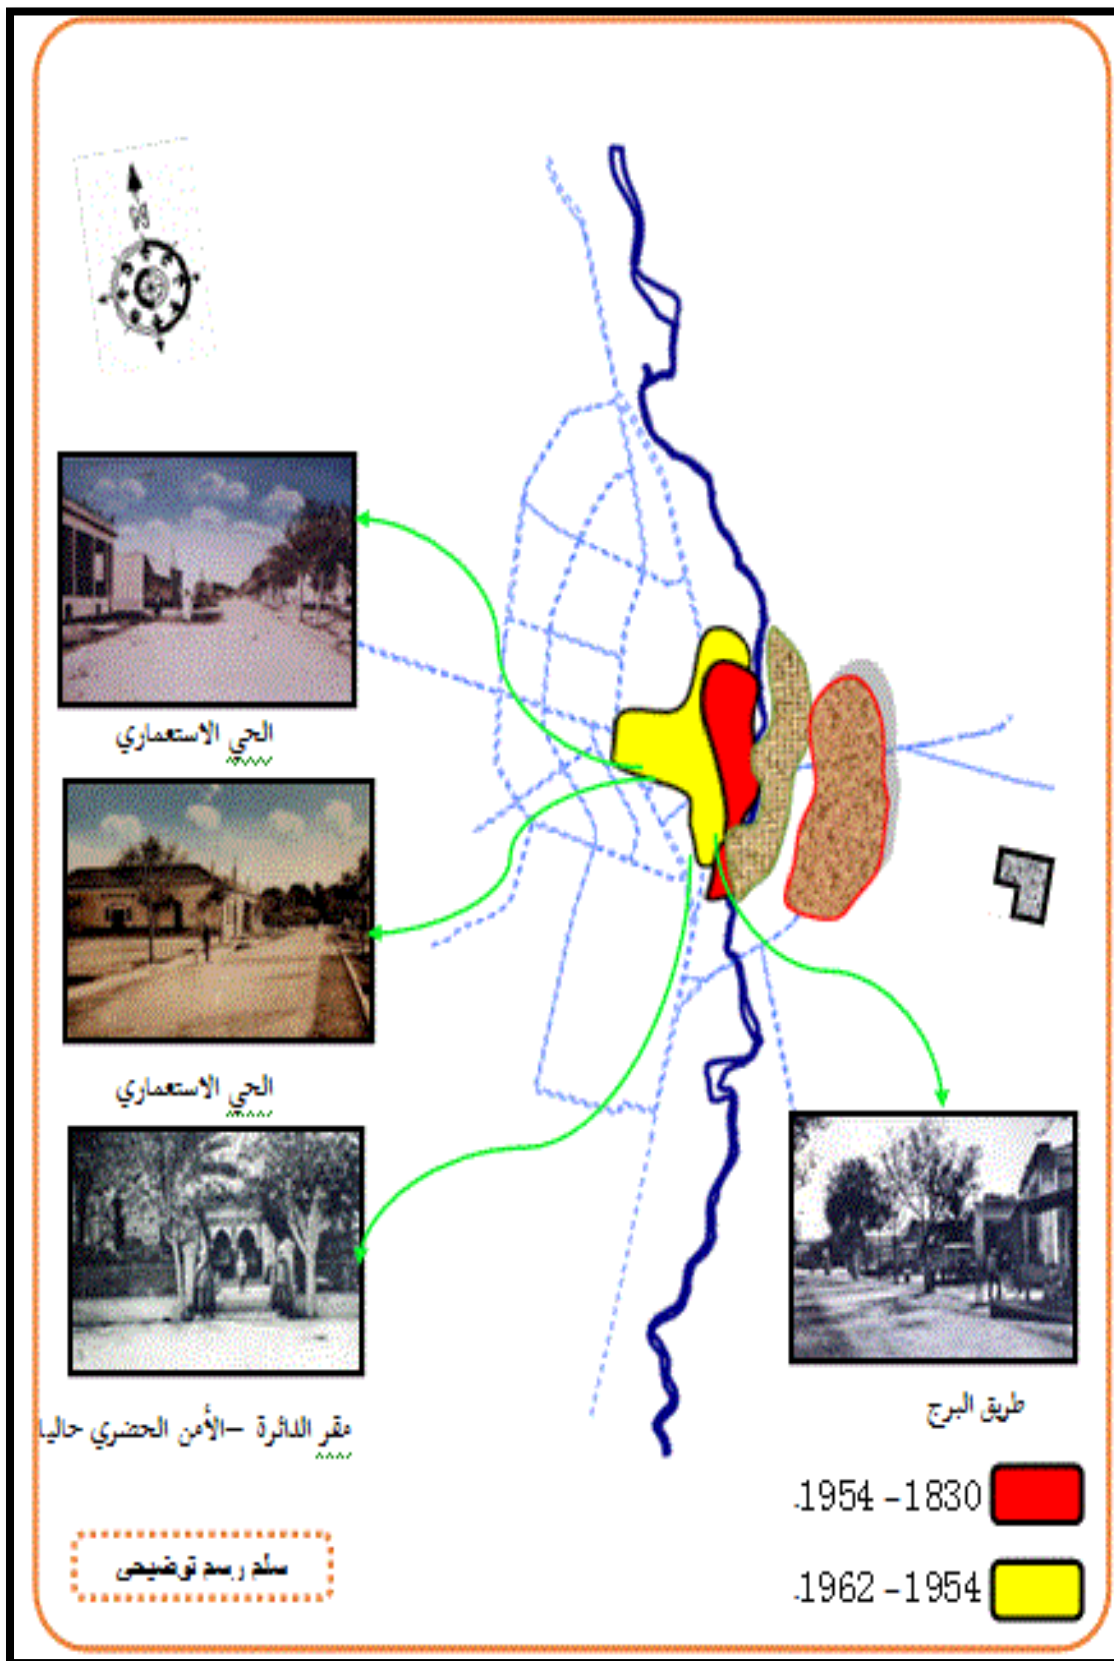 الحي الاستعماري
الحي الاستعماري
مقر الدائرة –الأمن الحضري حاليا
طريق البرج
1954 –1830.
1962 –1954.
سلم رسم توضيحي